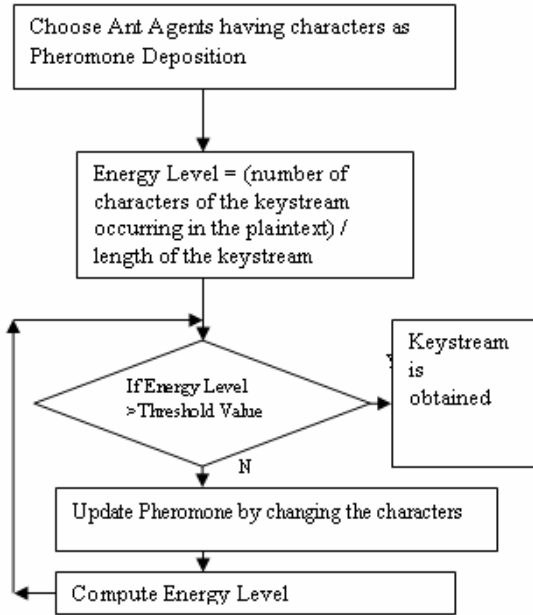 Choose Ant Agents having characters as
Pheromone Deposition
Energy Level = (number of
characters of the keystream
occurring in the plaintext) /
length of the keystream
If Energy Level
>Threshold Value
Keystream
is
obtained
N
Update Pheromone by changing the characters
Compute Energy Level